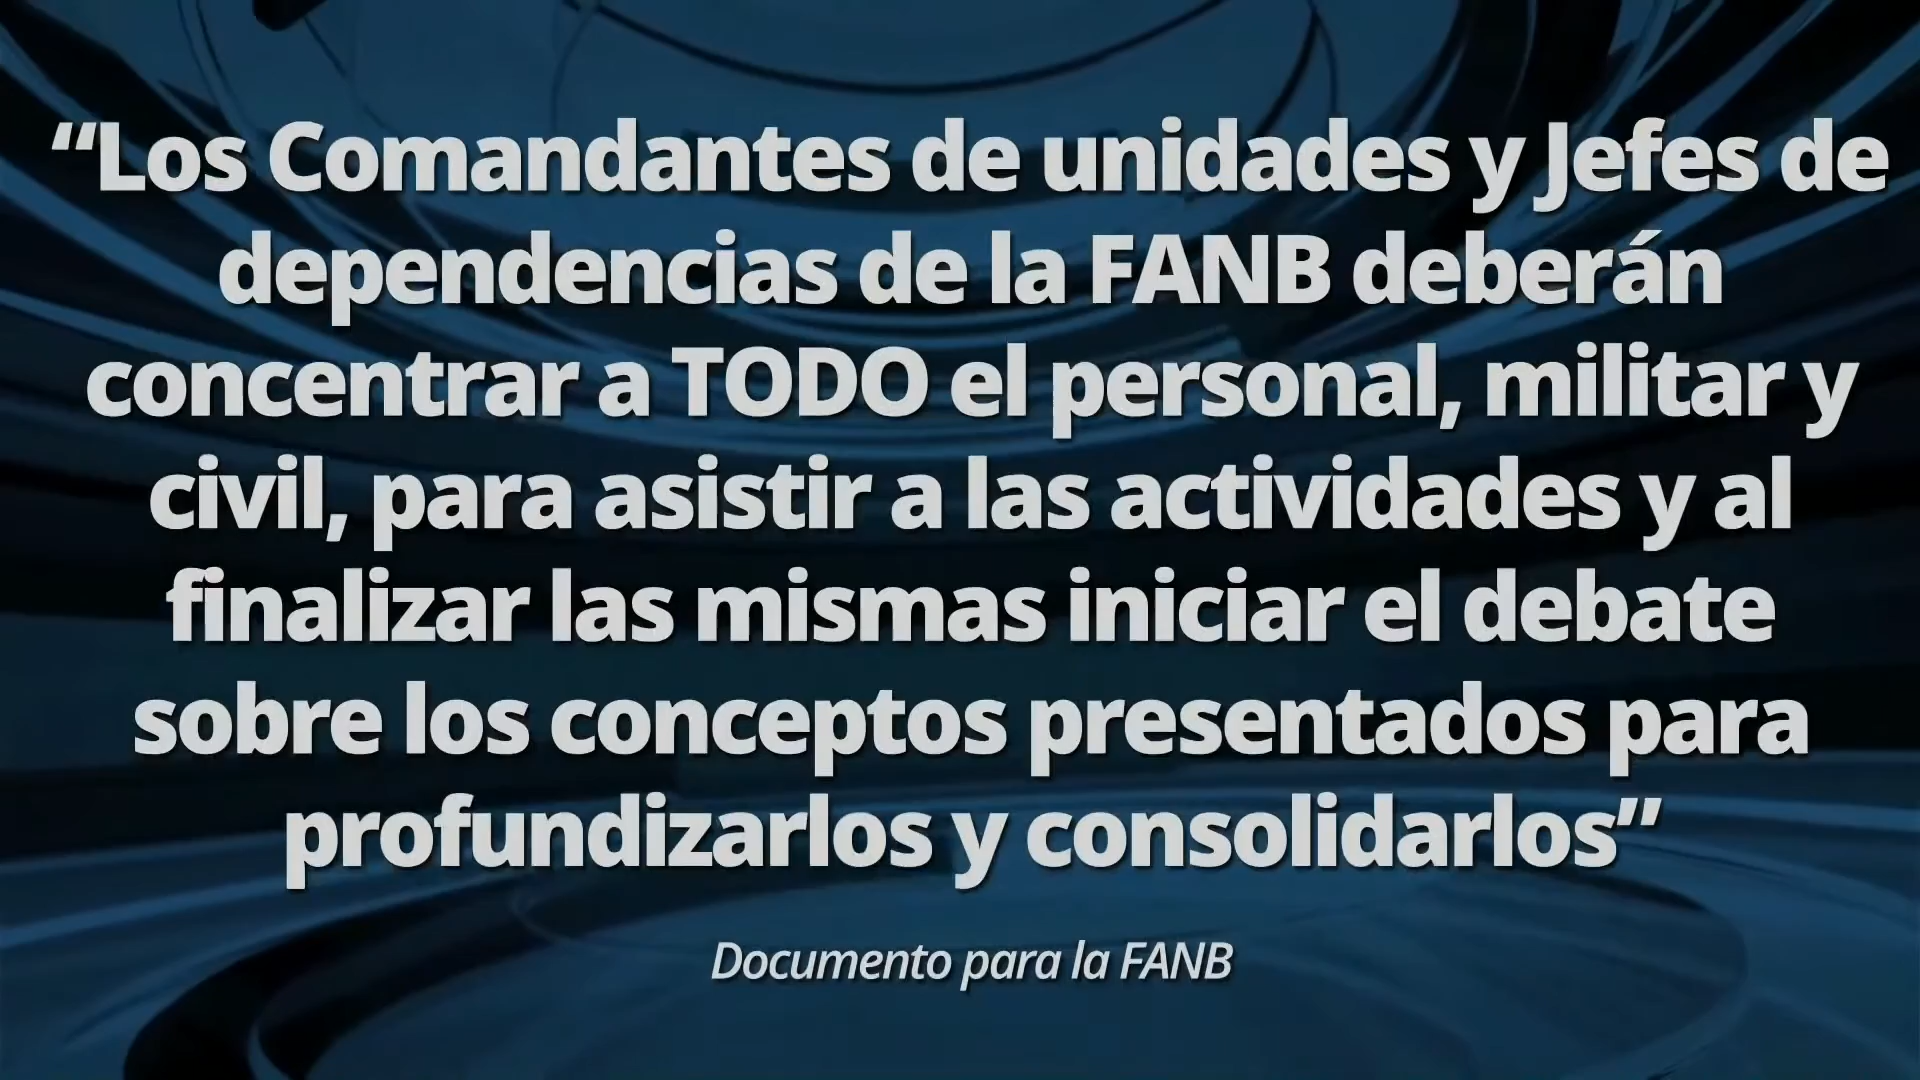 “Los Comandantes de unidades y Jefes de
dependencias de la FANB deberán
concentrar a TODO el personal, militar y
civil, para asistir a las actividades y al
finalizar las mismas iniciar el debate
sobre los conceptos presentados para
profundizarlos y consolidarlos”
Documento para la FANB